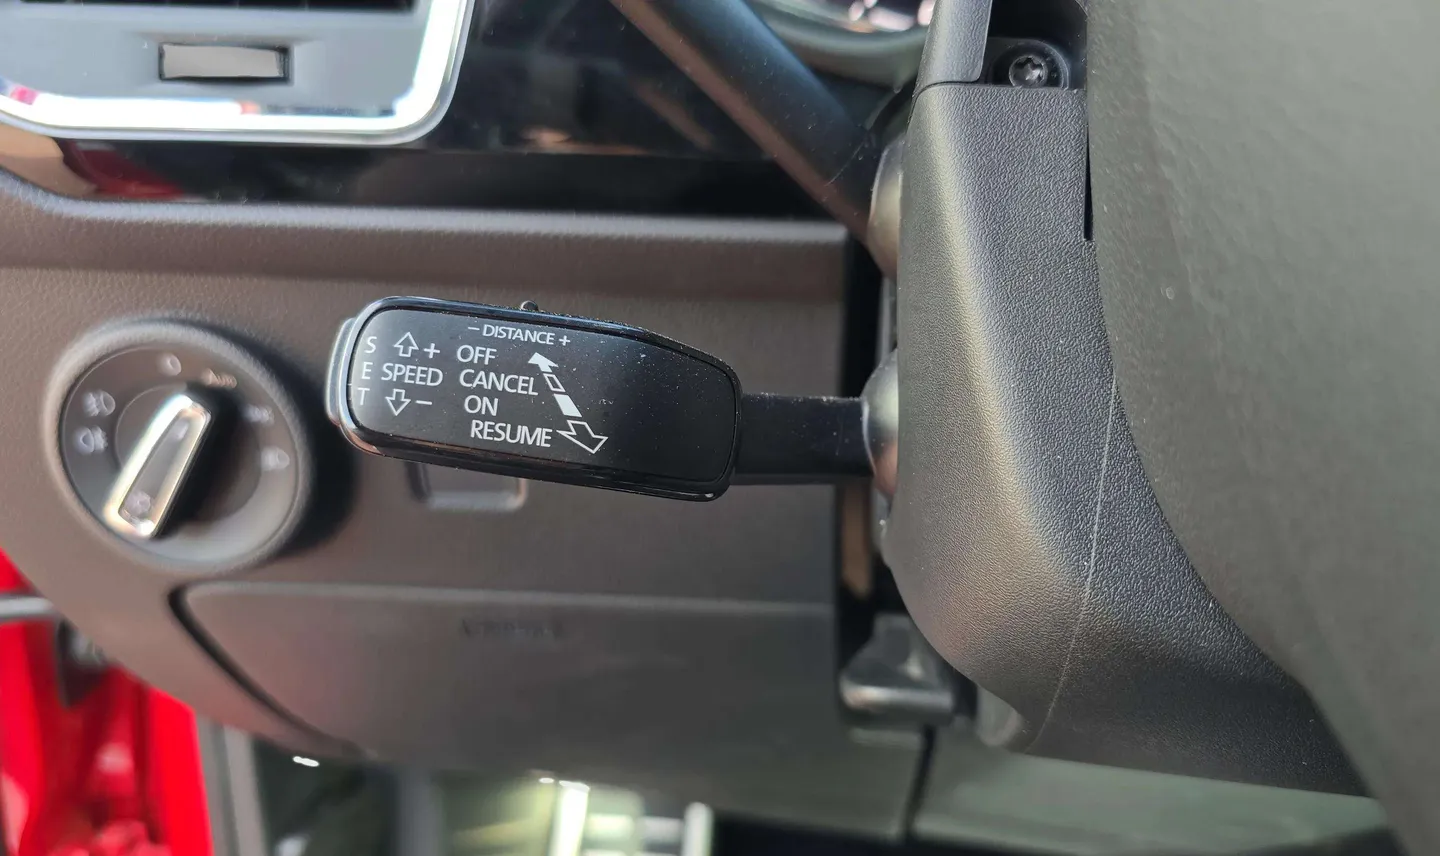 - DISTANCE +
S
E
T
+
SPEED
-
OFF
CANCEL
ON
RESUME